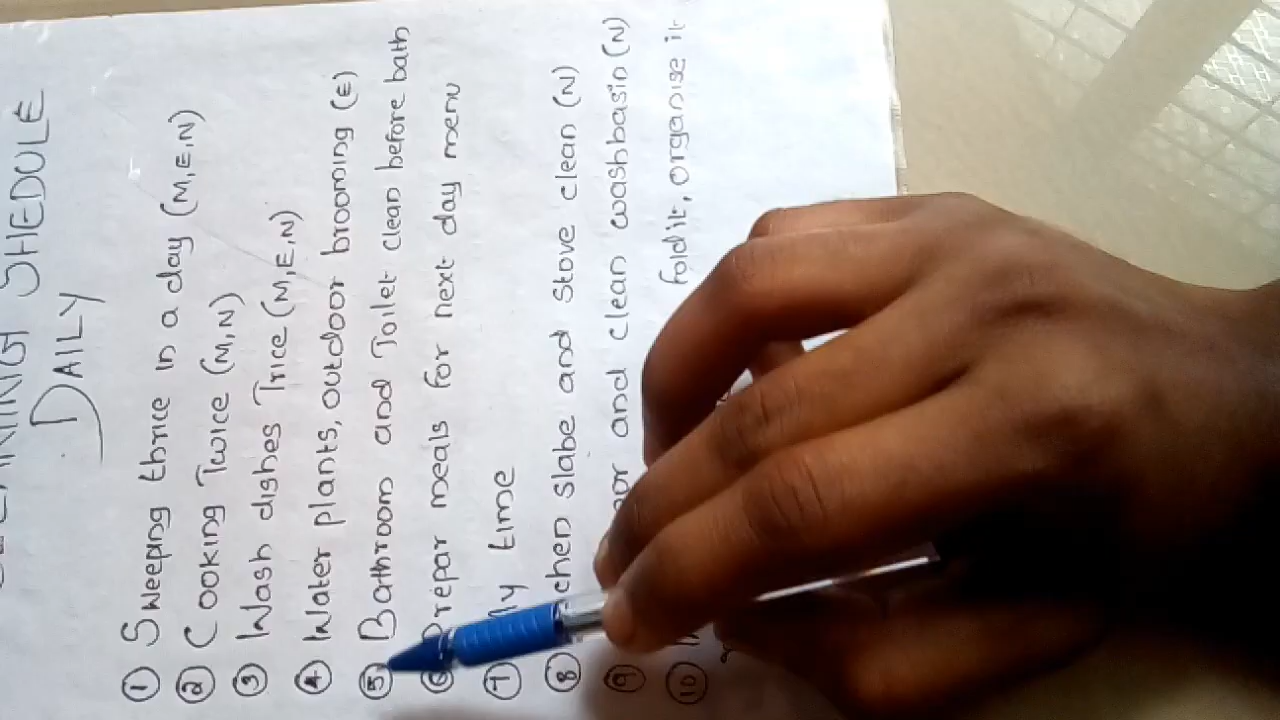 SHEDULE
DAILY
① Sweeping thrice in a day (M,E,N)
② Cooking Twice (M,N)
③ Wash dishes Trice (M,E,N)
④ Water plants, outdoor brooming (E)
⑤ Bathroom and Toilet clean before bath
⑥ Prepar meals for next day menu
⑦ time
⑧ slabe and stove clean (N)
⑨ and clean washbasin (N)
⑩ fold it, organise it